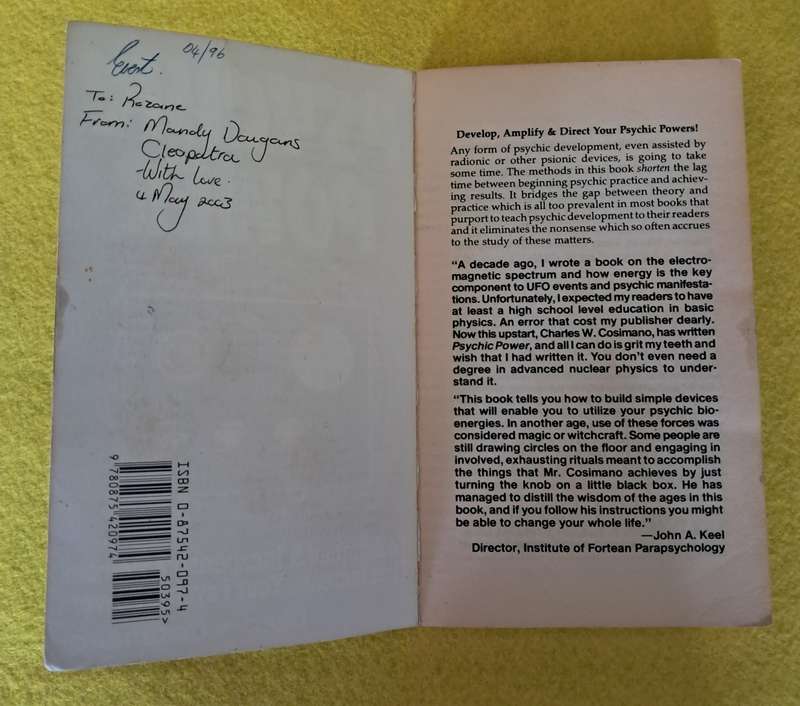 04/96
To: Rozane
From: Mandy Dougans
Cleopatra
With love.
4 May 2003
ISBN 0-87542-097-4
9 780875 420974
50395>
Develop, Amplify & Direct Your Psychic Powers!
Any form of psychic development, even assisted by
radionic or other psionic devices, is going to take
some time. The methods in this book shorten the lag
time between beginning psychic practice and achiev-
ing results. It bridges the gap between theory and
practice which is all too prevalent in most books that
purport to teach psychic development to their readers
and it eliminates the nonsense which so often accrues
to the study of these matters.
“A decade ago, I wrote a book on the electro-
magnetic spectrum and how energy is the key
component to UFO events and psychic manifesta-
tions. Unfortunately, I expected my readers to have
at least a high school level education in basic
physics. An error that cost my publisher dearly.
Now this upstart, Charles W. Cosimano, has written
Psychic Power, and all I can do is grit my teeth and
wish that I had written it. You don't even need a
degree in advanced nuclear physics to under-
stand it.
“This book tells you how to build simple devices
that will enable you to utilize your psychic bio-
energies. In another age, use of these forces was
considered magic or witchcraft. Some people are
still drawing circles on the floor and engaging in
involved, exhausting rituals meant to accomplish
the things that Mr. Cosimano achieves by just
turning the knob on a little black box. He has
managed to distill the wisdom of the ages in this
book, and if you follow his instructions you might
be able to change your whole life.”
—John A. Keel
Director, Institute of Fortean Parapsychology